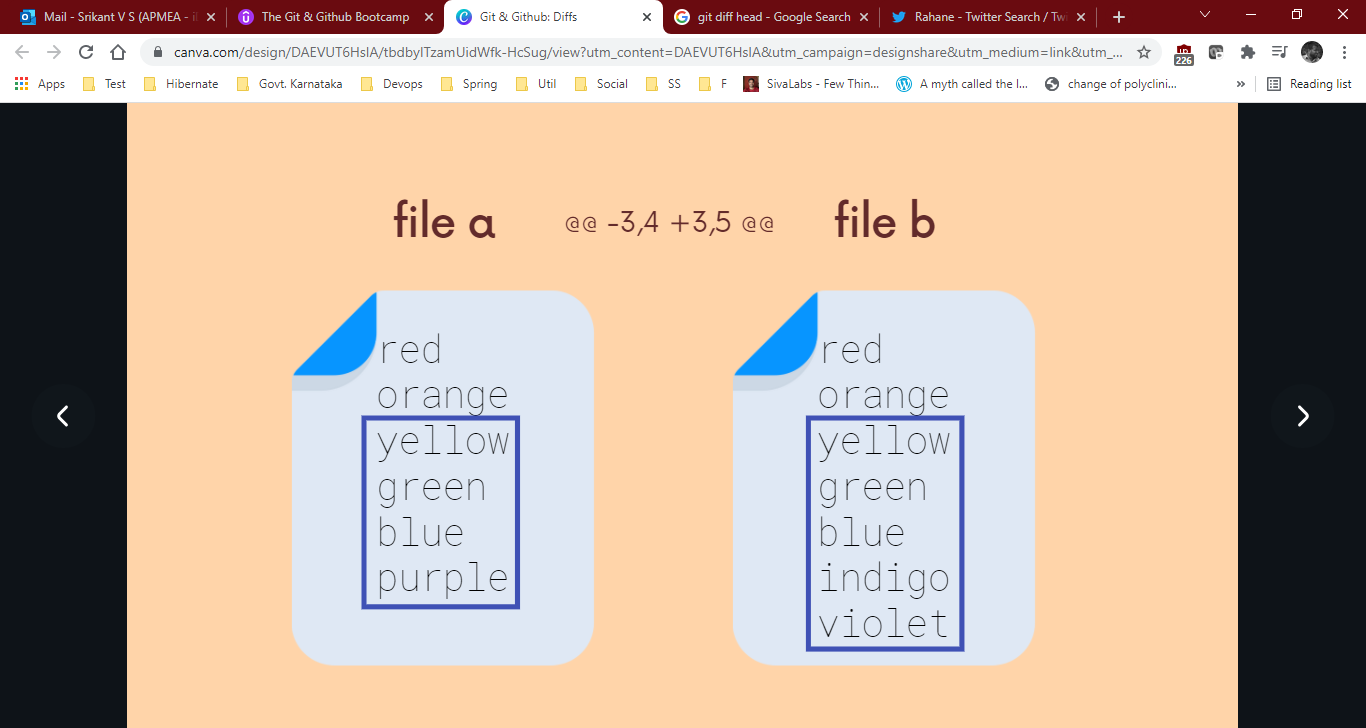 Mail - Srikant V S (APMEA -
The Git & Github Bootcamp
Git & Github: Diffs
git diff head - Google Search
Rahane - Twitter Search / Tw
canva.com/design/DAEVUT6HsIA/tbdbyITzamUidWfk-HcSug/view?utm_content=DAEVUT6HsIA&utm_campaign=designshare&utm_medium=link&utm_...
226
Apps
Test
Hibernate
Govt. Karnataka
Devops
Spring
Util
Social
SS
F
SivaLabs - Few Thin...
A myth called the I...
change of polyclini...
»
Reading list
file a
@@ -3,4 +3,5 @@
file b
red
orange
yellow
green
blue
purple
red
orange
yellow
green
blue
indigo
violet